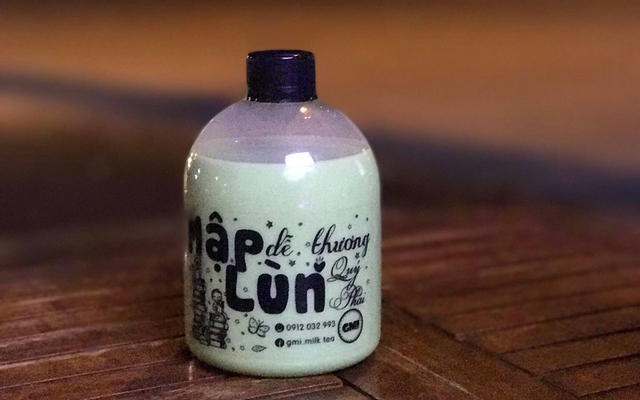 Mập dễ thương
Lùn Quý
Phái
0912 032 993
gmi.milk tea
GMI